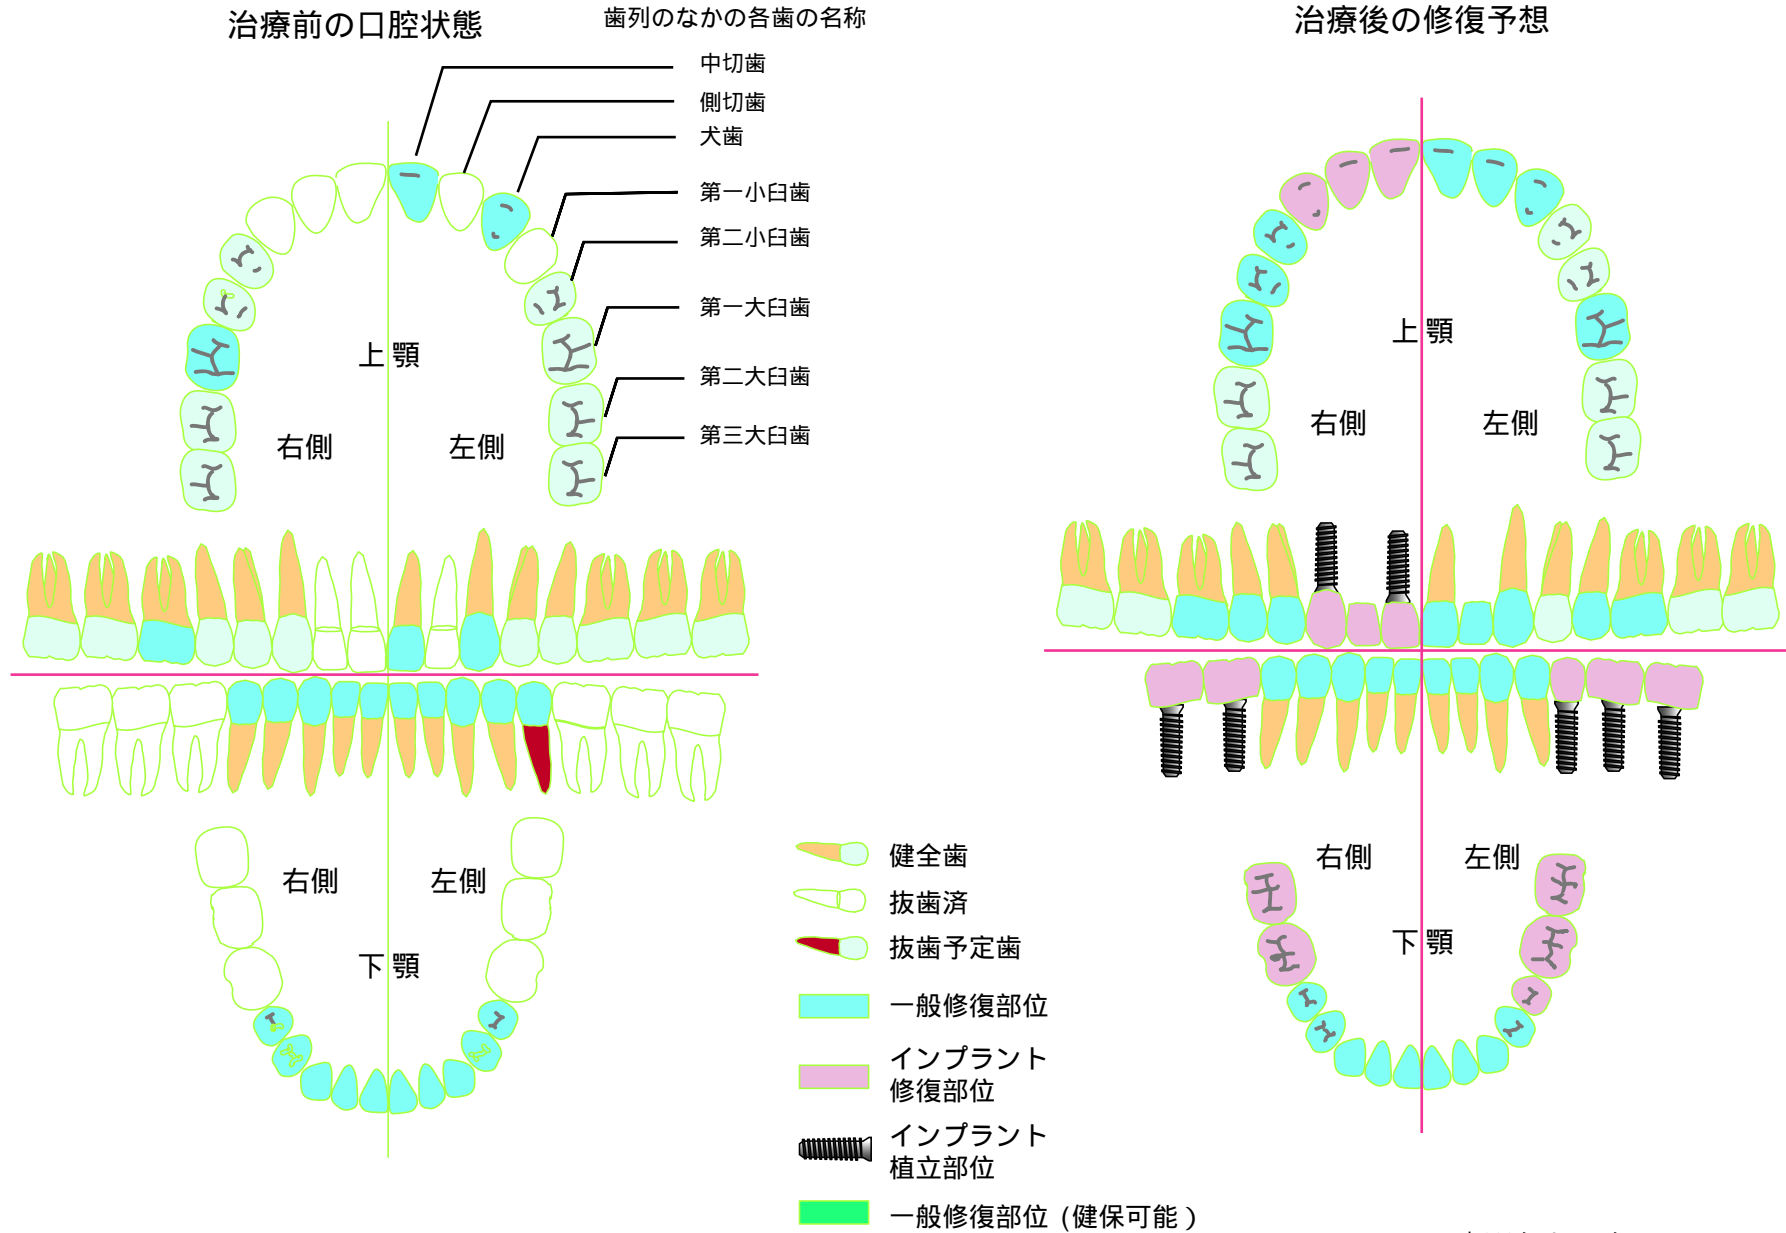 治療前の口腔状態
歯列のなかの各歯の名称
治療後の修復予想
中切歯
側切歯
犬歯
第一小臼歯
第二小臼歯
第一大臼歯
第二大臼歯
第三大臼歯
上顎
右側
左側
上顎
右側
左側
右側
左側
下顎
右側
左側
下顎
健全歯
抜歯済
抜歯予定歯
一般修復部位
インプラント
修復部位
インプラント
植立部位
一般修復部位 (健保可能)